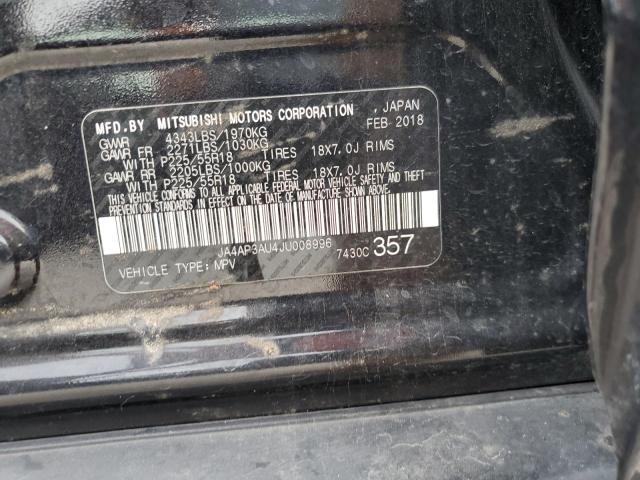 MFD.BY MITSUBISHI MOTORS CORPORATION , JAPAN
GVWR 4343LBS/1970KG FEB-2018
GAWR FR 2271LBS/1030KG
WITH P225/55R18 TIRES 18X7.0J RIMS
GAWR RR 2205LBS/1000KG
WITH P225/55R18 TIRES 18X7.0J RIMS
THIS VEHICLE CONFORMS TO ALL APPLICABLE FEDERAL MOTOR VEHICLE SAFETY AND THEFT
PREVENTION STANDARDS IN EFFECT ON THE DATE OF MANUFACTURE SHOWN ABOVE.
JA4AP3AU4JU008996
VEHICLE TYPE: MPV 7430C 357